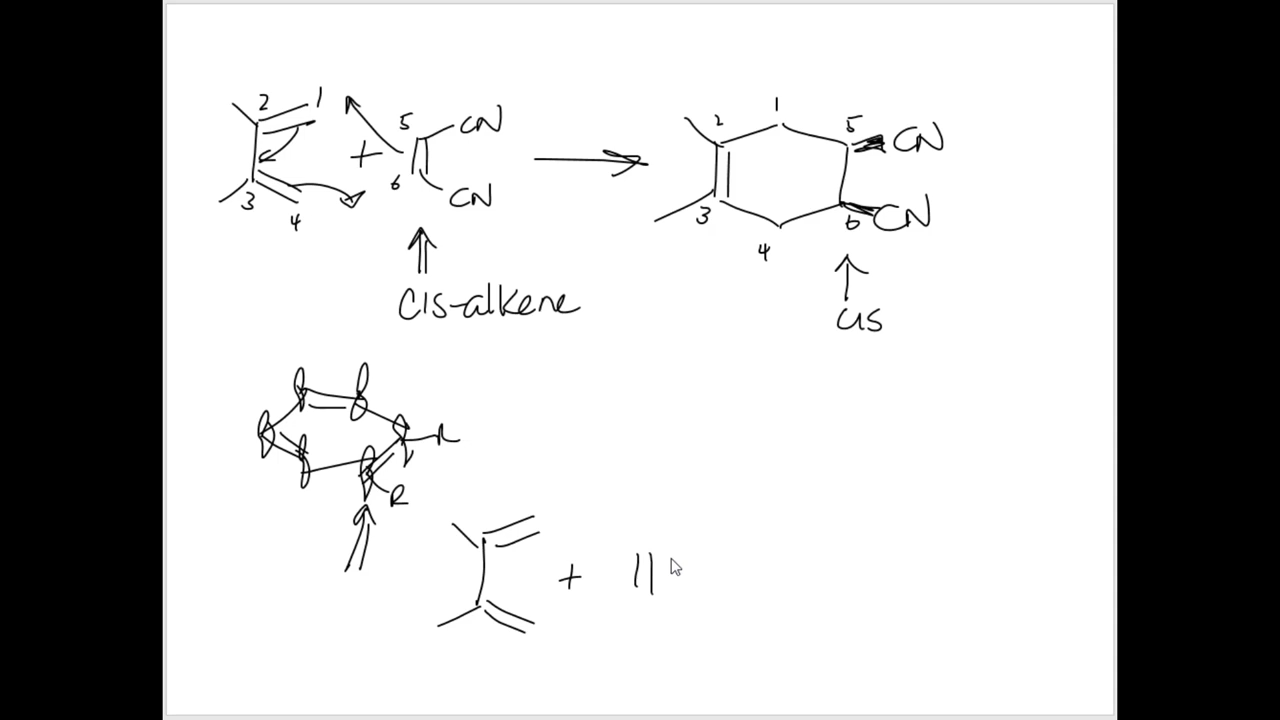 2 1 + 5 6 CN CN → 2 1 5 CN
3 4 3 4 6 CN
cis-alkene
cis
R
R
+